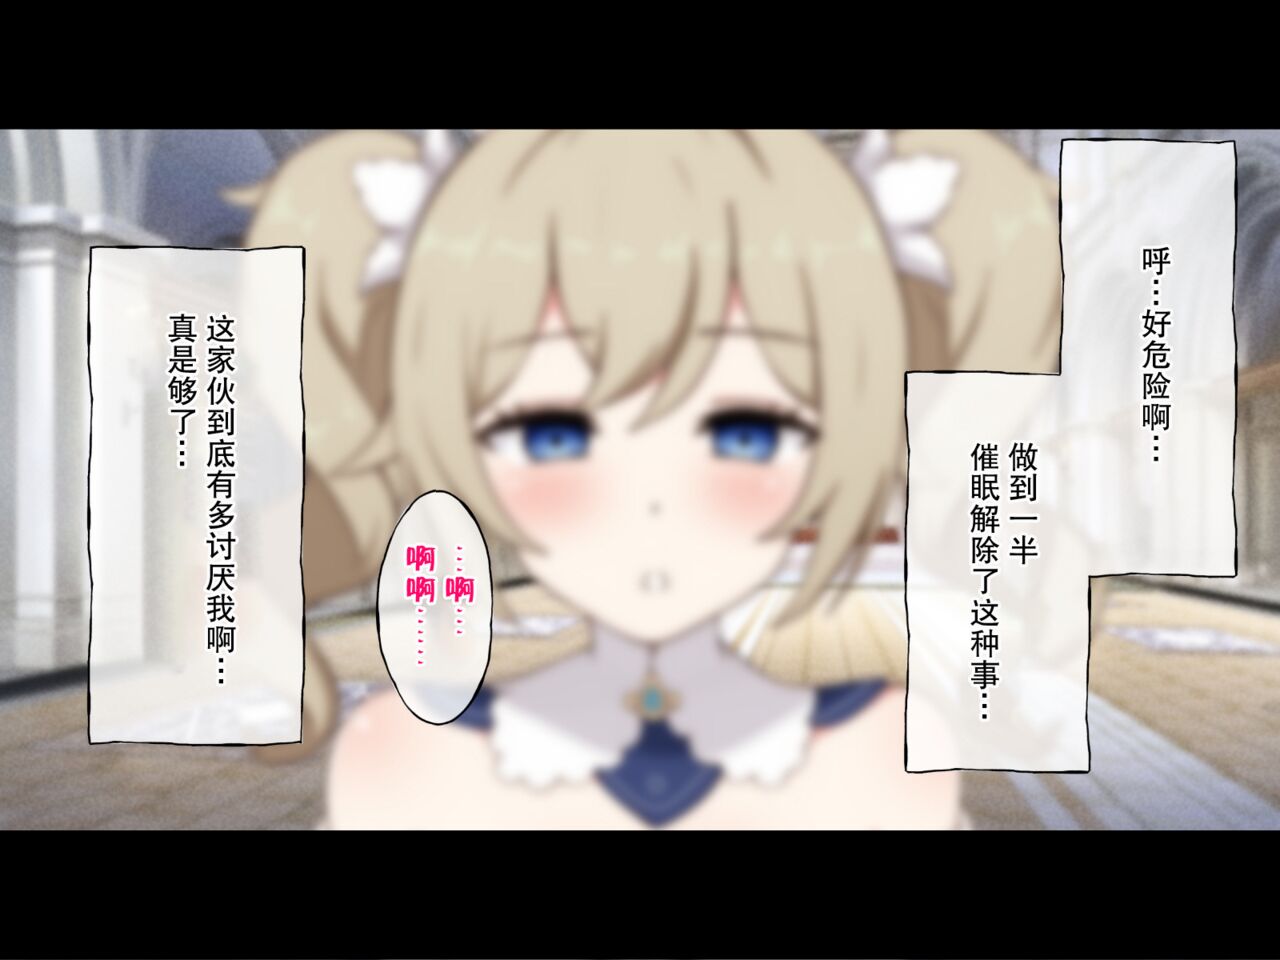 呼…好危险啊…
做到一半
催眠解除了这种事…
…啊…
啊啊……
这家伙到底有多讨厌我啊…
真是够了…